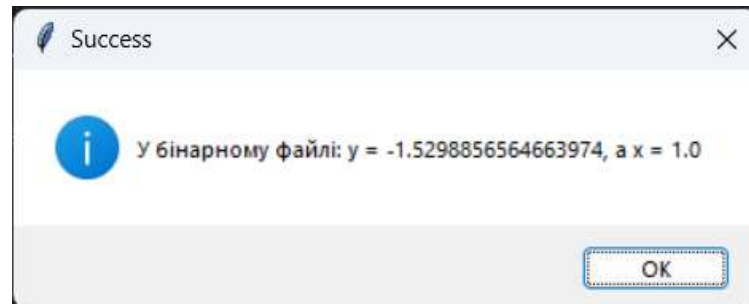 Success
У бінарному файлі: y = -1.5298856564663974, а x = 1.0
OK